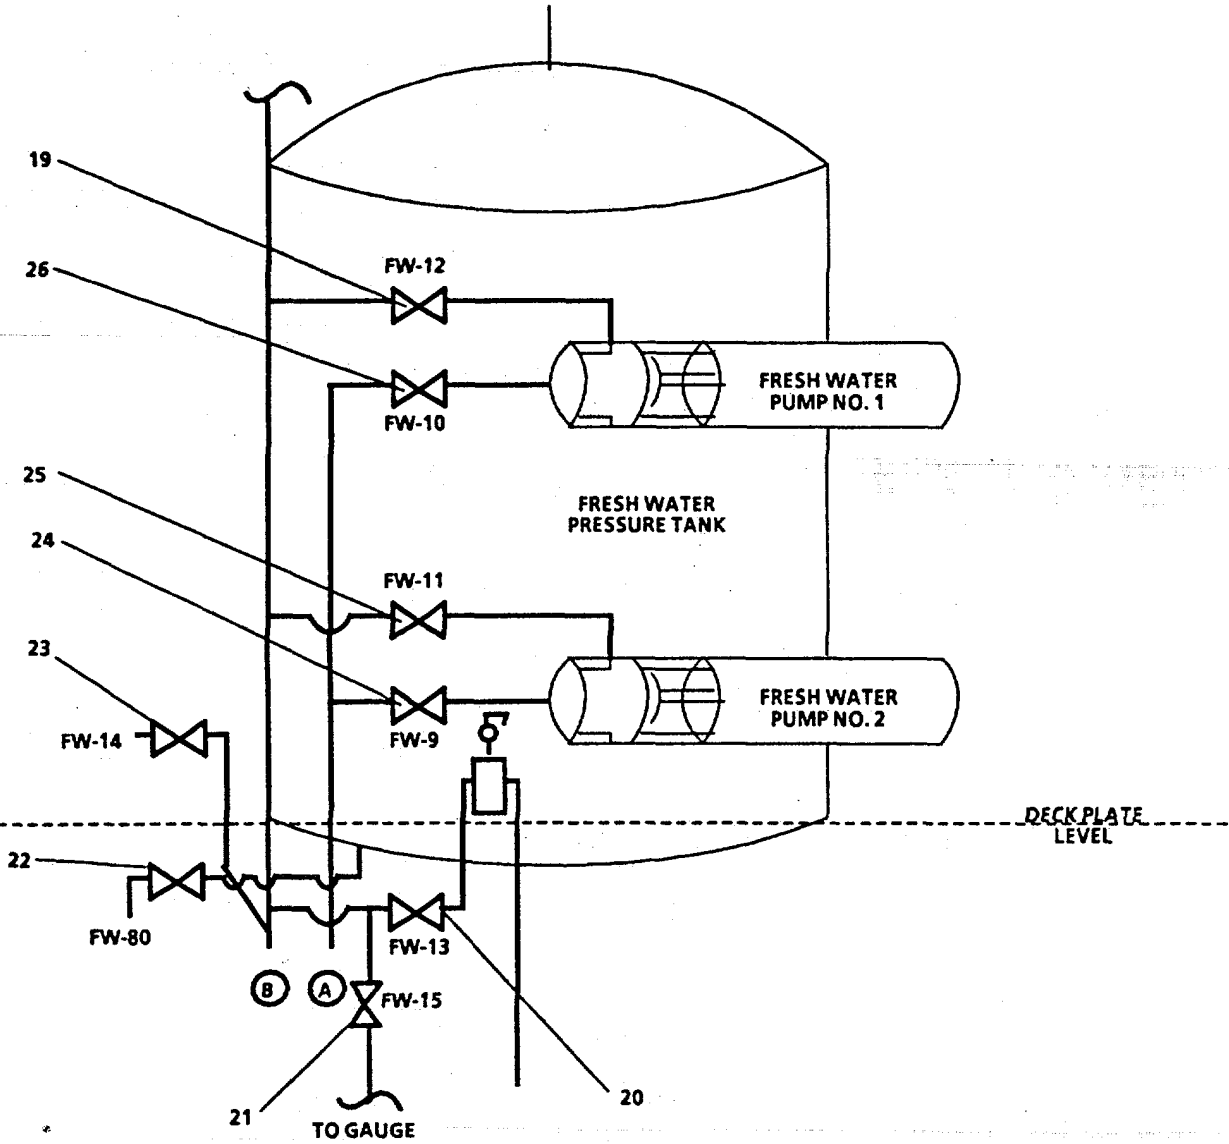 19
FW-12
26
FRESH WATER
PUMP NO. 1
FW-10
25
FRESH WATER
PRESSURE TANK
24
FW-11
23
FRESH WATER
PUMP NO. 2
FW-14
FW-9
DECK PLATE
LEVEL
22
FW-80
FW-13
B
A
FW-15
20
21
TO GAUGE